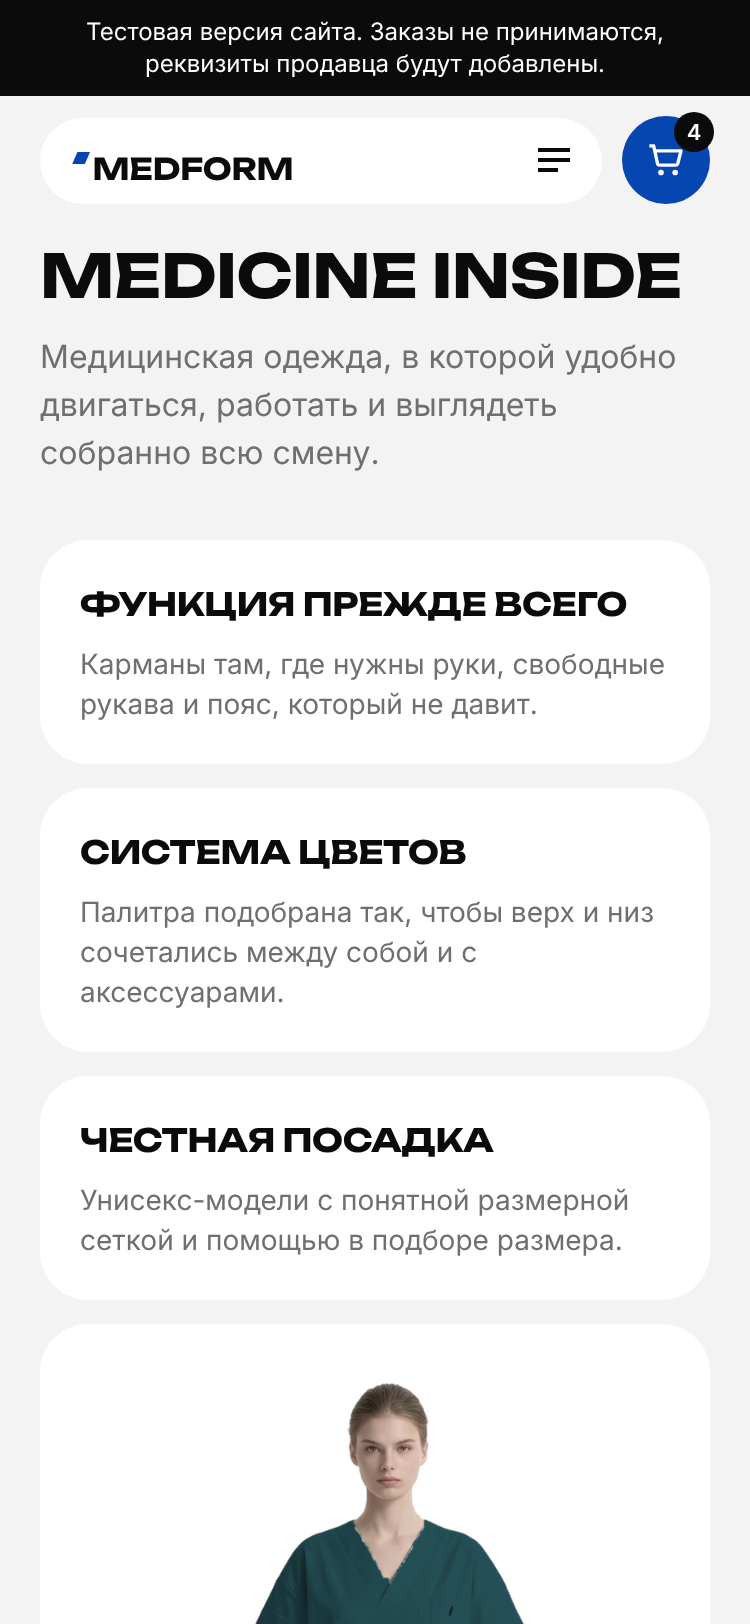 Тестовая версия сайта. Заказы не принимаются,
реквизиты продавца будут добавлены.
MEDFORM
4
MEDICINE INSIDE
Медицинская одежда, в которой удобно
двигаться, работать и выглядеть
собранно всю смену.
ФУНКЦИЯ ПРЕЖДЕ ВСЕГО
Карманы там, где нужны руки, свободные
рукава и пояс, который не давит.
СИСТЕМА ЦВЕТОВ
Палитра подобрана так, чтобы верх и низ
сочетались между собой и с
аксессуарами.
ЧЕСТНАЯ ПОСАДКА
Унисекс-модели с понятной размерной
сеткой и помощью в подборе размера.